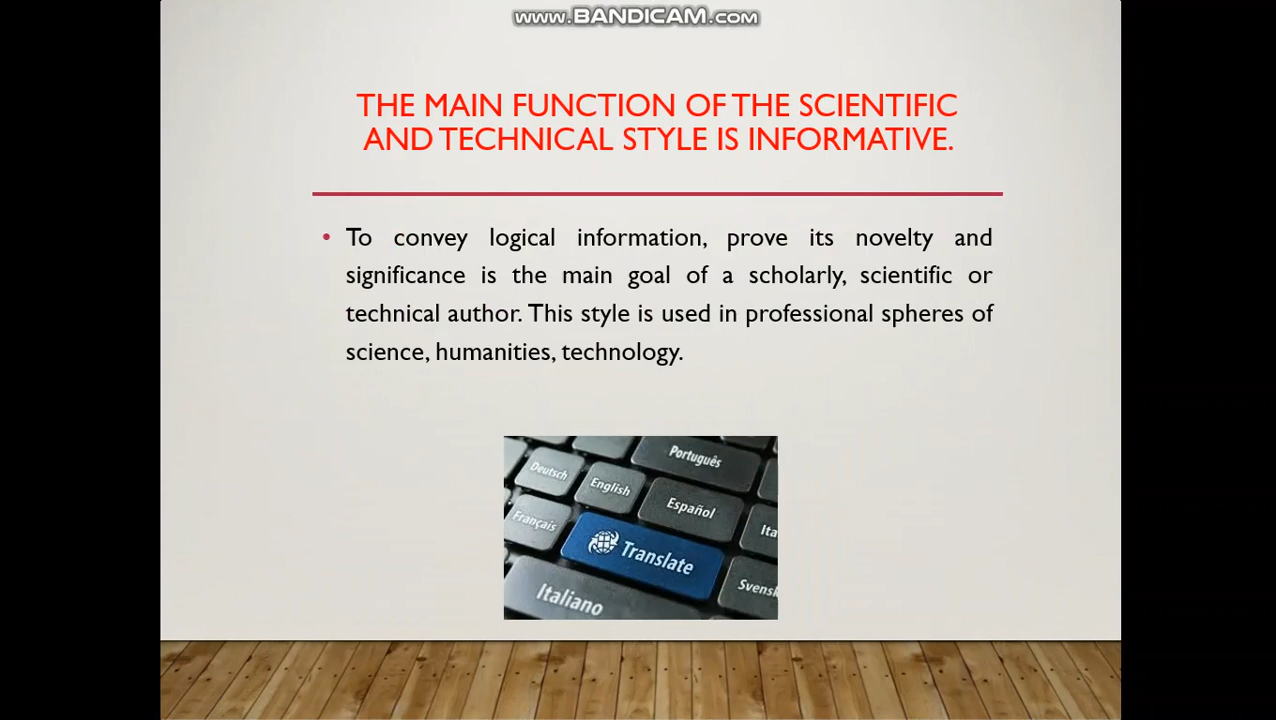 www.BANDICAM.com
THE MAIN FUNCTION OF THE SCIENTIFIC
AND TECHNICAL STYLE IS INFORMATIVE.
• To convey logical information, prove its novelty and
significance is the main goal of a scholarly, scientific or
technical author. This style is used in professional spheres of
science, humanities, technology.
Português
Deutsch
English
Español
Français
Ita
Translate
Svensk
Italiano